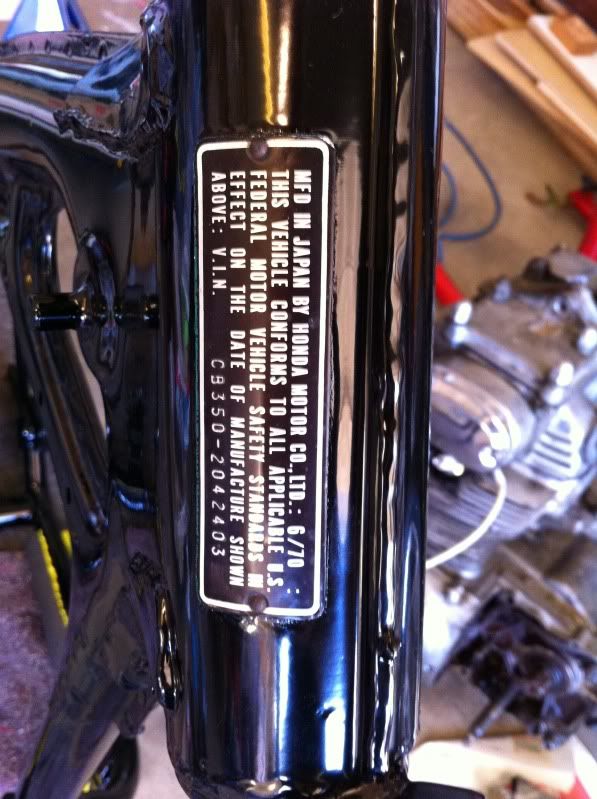 MFD IN JAPAN BY HONDA MOTOR CO.,LTD.: 6/70 :
THIS VEHICLE CONFORMS TO ALL APPLICABLE U.S.
FEDERAL MOTOR VEHICLE SAFETY STANDARDS IN
EFFECT ON THE DATE OF MANUFACTURE SHOWN
ABOVE: V.I.N. CB350-2042403